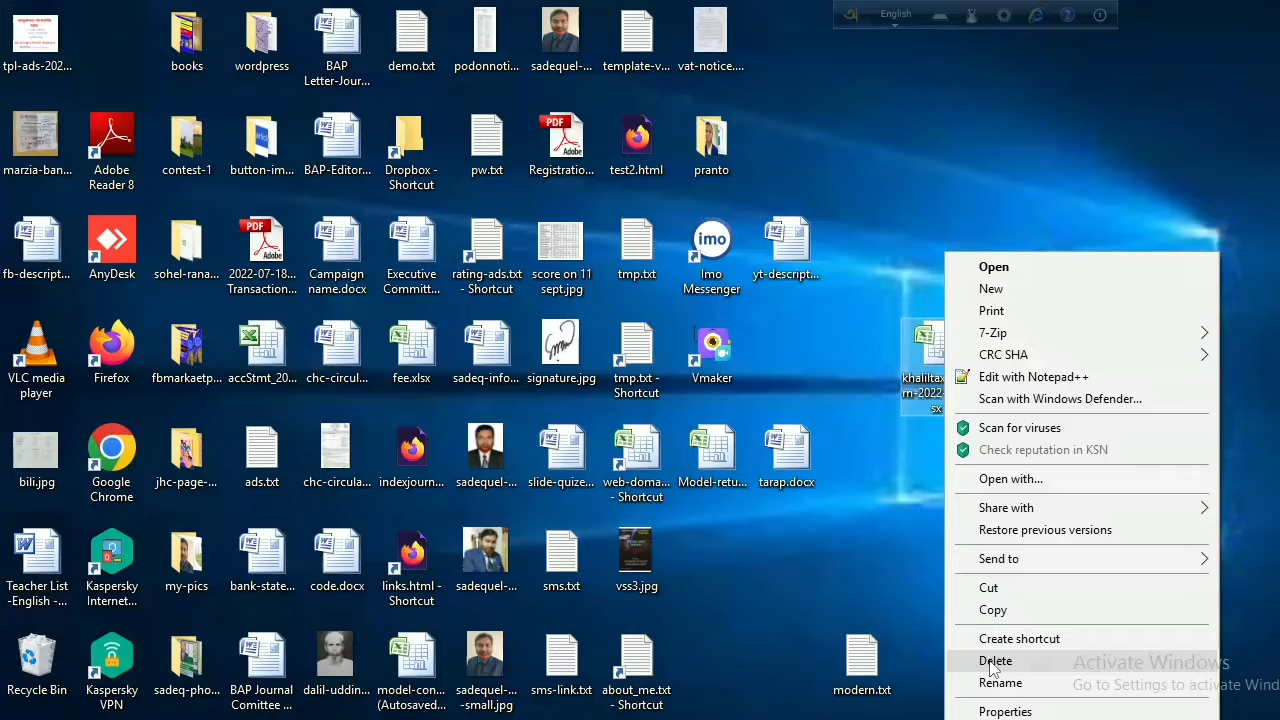 English
tpl-ads-202...
books
wordpress
BAP
Letter-Jour...
demo.txt
podonnoti...
sadequel-...
template-v...
vat-notice....
marzia-ban...
Adobe
Reader 8
contest-1
button-im...
BAP-Editor...
Dropbox -
Shortcut
pw.txt
Registratio...
test2.html
pranto
fb-descript...
AnyDesk
sohel-rana...
2022-07-18...
Transaction...
Campaign
name.docx
Executive
Committ...
rating-ads.txt
- Shortcut
score on 11
sept.jpg
tmp.txt
Imo
Messenger
yt-descript...
VLC media
player
Firefox
fbmarkaetp...
accStmt_20...
chc-circul...
fee.xlsx
sadeq-info...
signature.jpg
tmp.txt -
Shortcut
Vmaker
khaliltax
rn-2022-
sx
bili.jpg
Google
Chrome
jhc-page-...
ads.txt
chc-circula...
indexjourn...
sadequel-...
slide-quize...
web-doma...
- Shortcut
Model-retu...
tarap.docx
Teacher List
-English -...
Kaspersky
Internet...
my-pics
bank-state...
code.docx
links.html -
Shortcut
sadequel-...
sms.txt
vss3.jpg
Recycle Bin
Kaspersky
VPN
sadeq-pho...
BAP Journal
Comittee ...
dalil-uddin...
model-con...
(Autosaved...
sadequel-...
-small.jpg
sms-link.txt
about_me.txt
- Shortcut
modern.txt
Open
New
Print
7-Zip
CRC SHA
Edit with Notepad++
Scan with Windows Defender...
Scan for viruses
Check reputation in KSN
Open with...
Share with
Restore previous versions
Send to
Cut
Copy
Create shortcut
Delete
Rename
Properties
Activate Windows
Go to Settings to activate Wind
PDF
Adobe
PDF
Adobe
imo